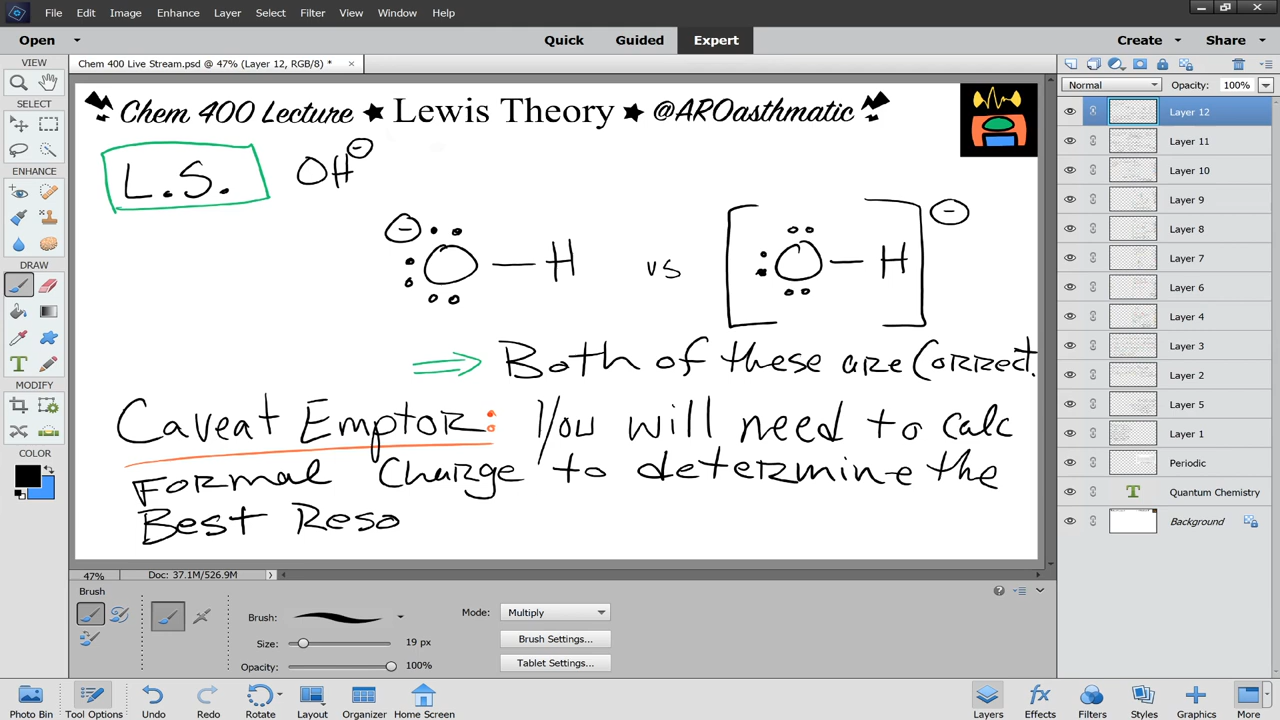 File Edit Image Enhance Layer Select Filter View Window Help
Open Quick Guided Expert Create Share
Chem 400 Live Stream.psd @ 47% (Layer 12, RGB/8) *
VIEW
SELECT
ENHANCE
DRAW
MODIFY
COLOR
Chem 400 Lecture ★ Lewis Theory ★ @AROasthmatic
L.S. OH⊖
⊖ O — H vs [O — H] ⊖
⇒ Both of these are Correct.
Caveat Emptor: You will need to calc
Formal Charge to determine the
Best Reso
Normal Opacity: 100%
Layer 12
Layer 11
Layer 10
Layer 9
Layer 8
Layer 7
Layer 6
Layer 4
Layer 3
Layer 2
Layer 5
Layer 1
Periodic
T Quantum Chemistry
Background
47% Doc: 37.1M/526.9M
Brush
Brush: Mode: Multiply
Size: 19 px Brush Settings...
Opacity: 100% Tablet Settings...
Photo Bin Tool Options Undo Redo Rotate Layout Organizer Home Screen Layers Effects Filters Styles Graphics More